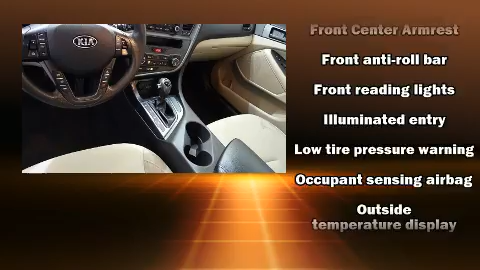 KIA
Front Center Armrest
Front anti-roll bar
Front reading lights
Illuminated entry
Low tire pressure warning
Occupant sensing airbag
Outside
temperature display